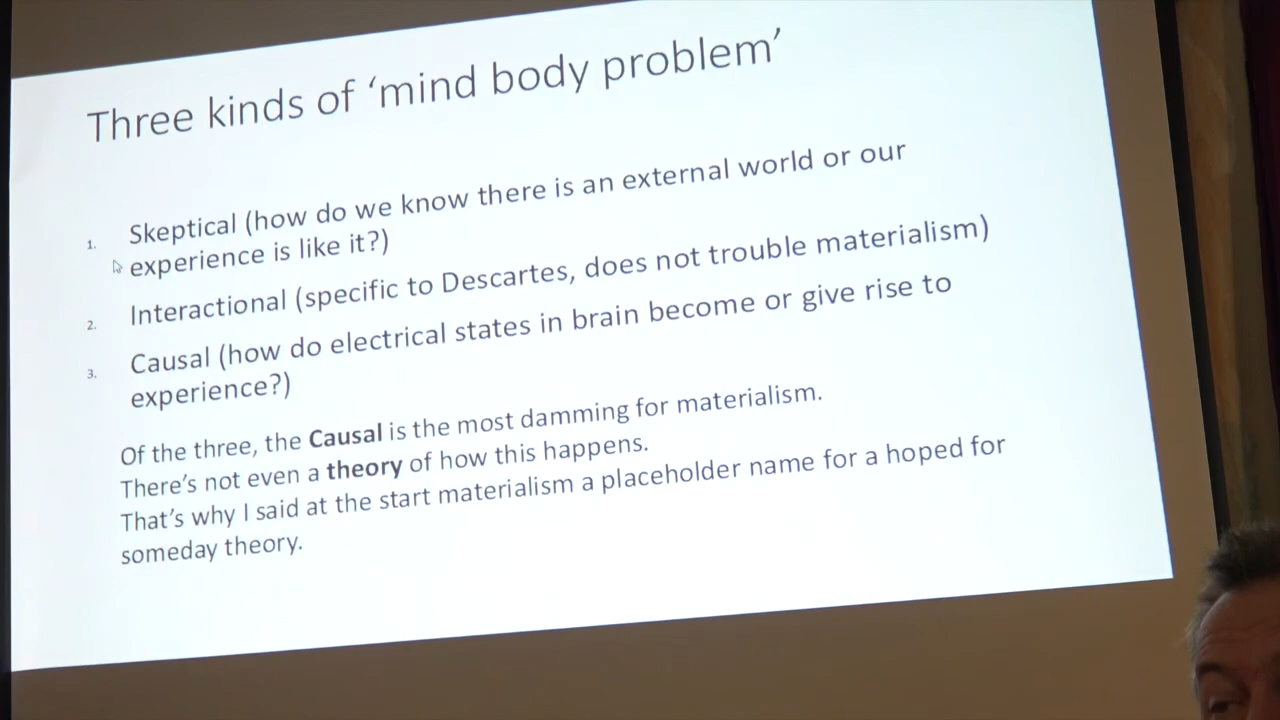 Three kinds of ‘mind body problem’
1. Skeptical (how do we know there is an external world or our
experience is like it?)
2. Interactional (specific to Descartes, does not trouble materialism)
3. Causal (how do electrical states in brain become or give rise to
experience?)
Of the three, the Causal is the most damming for materialism.
There’s not even a theory of how this happens.
That’s why I said at the start materialism a placeholder name for a hoped for
someday theory.